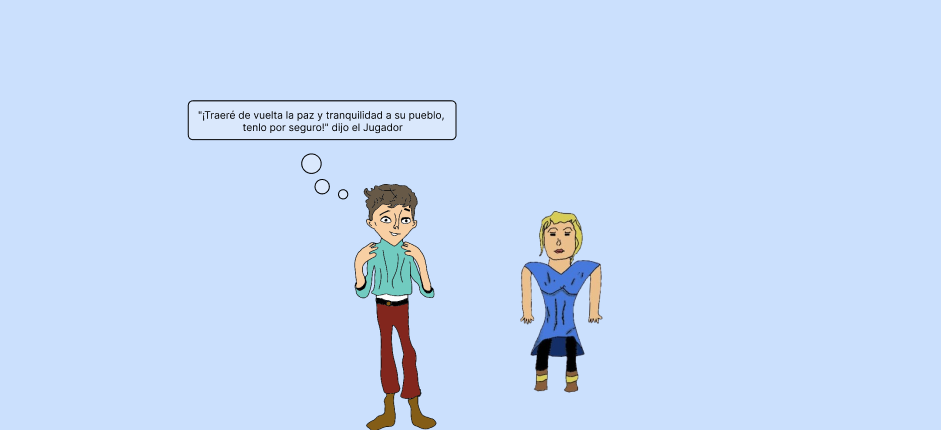 "¡Traeré de vuelta la paz y tranquilidad a su pueblo,
tenlo por seguro!" dijo el Jugador